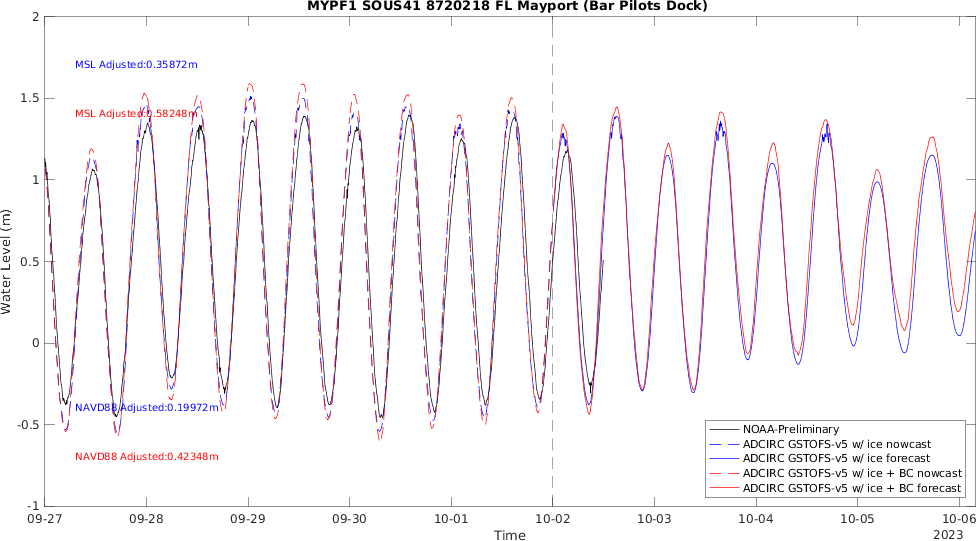 MYPF1 SOUS41 8720218 FL Mayport (Bar Pilots Dock)
2
1.5
1
0.5
0
-0.5
-1
Water Level (m)
MSL Adjusted:0.35872m
MSL Adjusted:0.58248m
NAVD88 Adjusted:0.19972m
NAVD88 Adjusted:0.42348m
NOAA-Preliminary
ADCIRC GSTOFS-v5 w/ ice nowcast
ADCIRC GSTOFS-v5 w/ ice forecast
ADCIRC GSTOFS-v5 w/ ice + BC nowcast
ADCIRC GSTOFS-v5 w/ ice + BC forecast
09-27 09-28 09-29 09-30 10-01 10-02 10-03 10-04 10-05 10-06
Time
2023